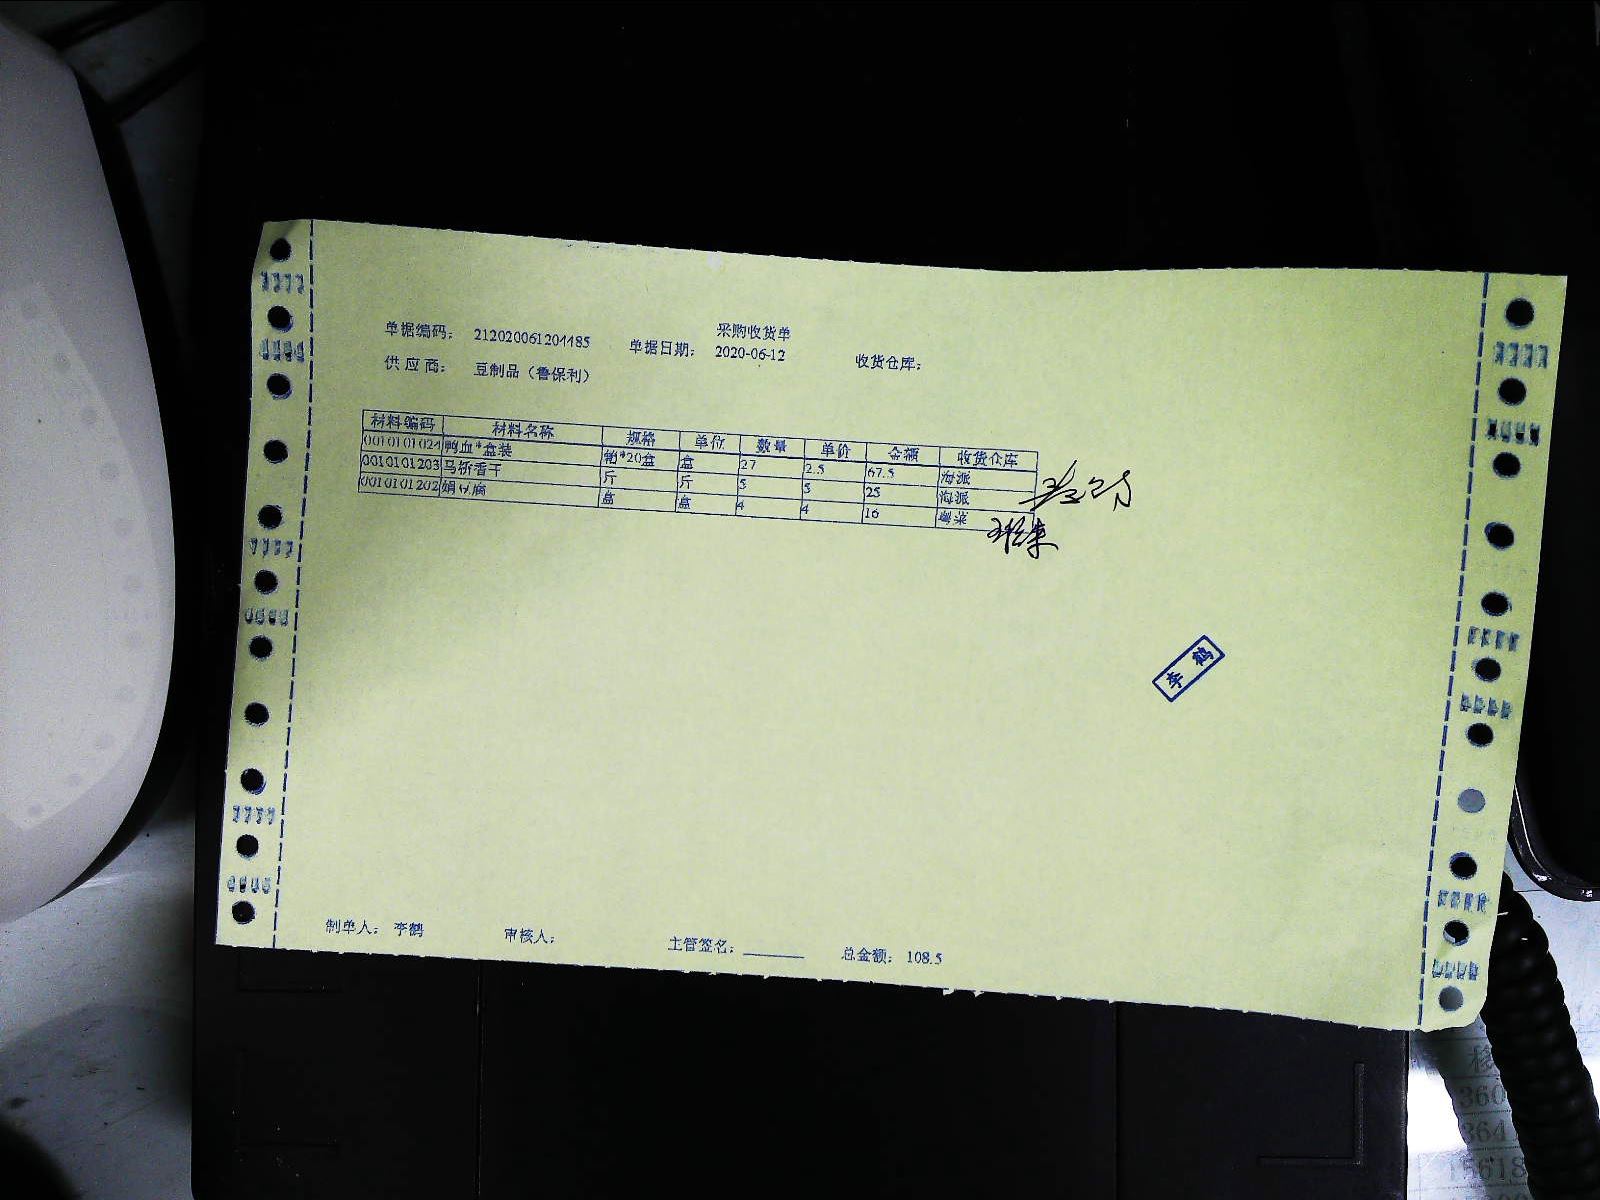 采购收货单
单据编码： 212020061204485 单据日期： 2020-06-12 收货仓库：
供 应 商： 豆制品（鲁保利）
材料编码 材料名称 规格 单位 数量 单价 金额 收货仓库
0010101024 鸭血*盒装 箱*20盒 盒 27 2.5 67.5 海派
0010101203 马桥香干 斤 斤 5 5 25 海派
0010101202 绢豆腐 盒 盒 4 4 16 粤菜
李鹤
制单人： 李鹤 审核人： 主管签名： 总金额： 108.5